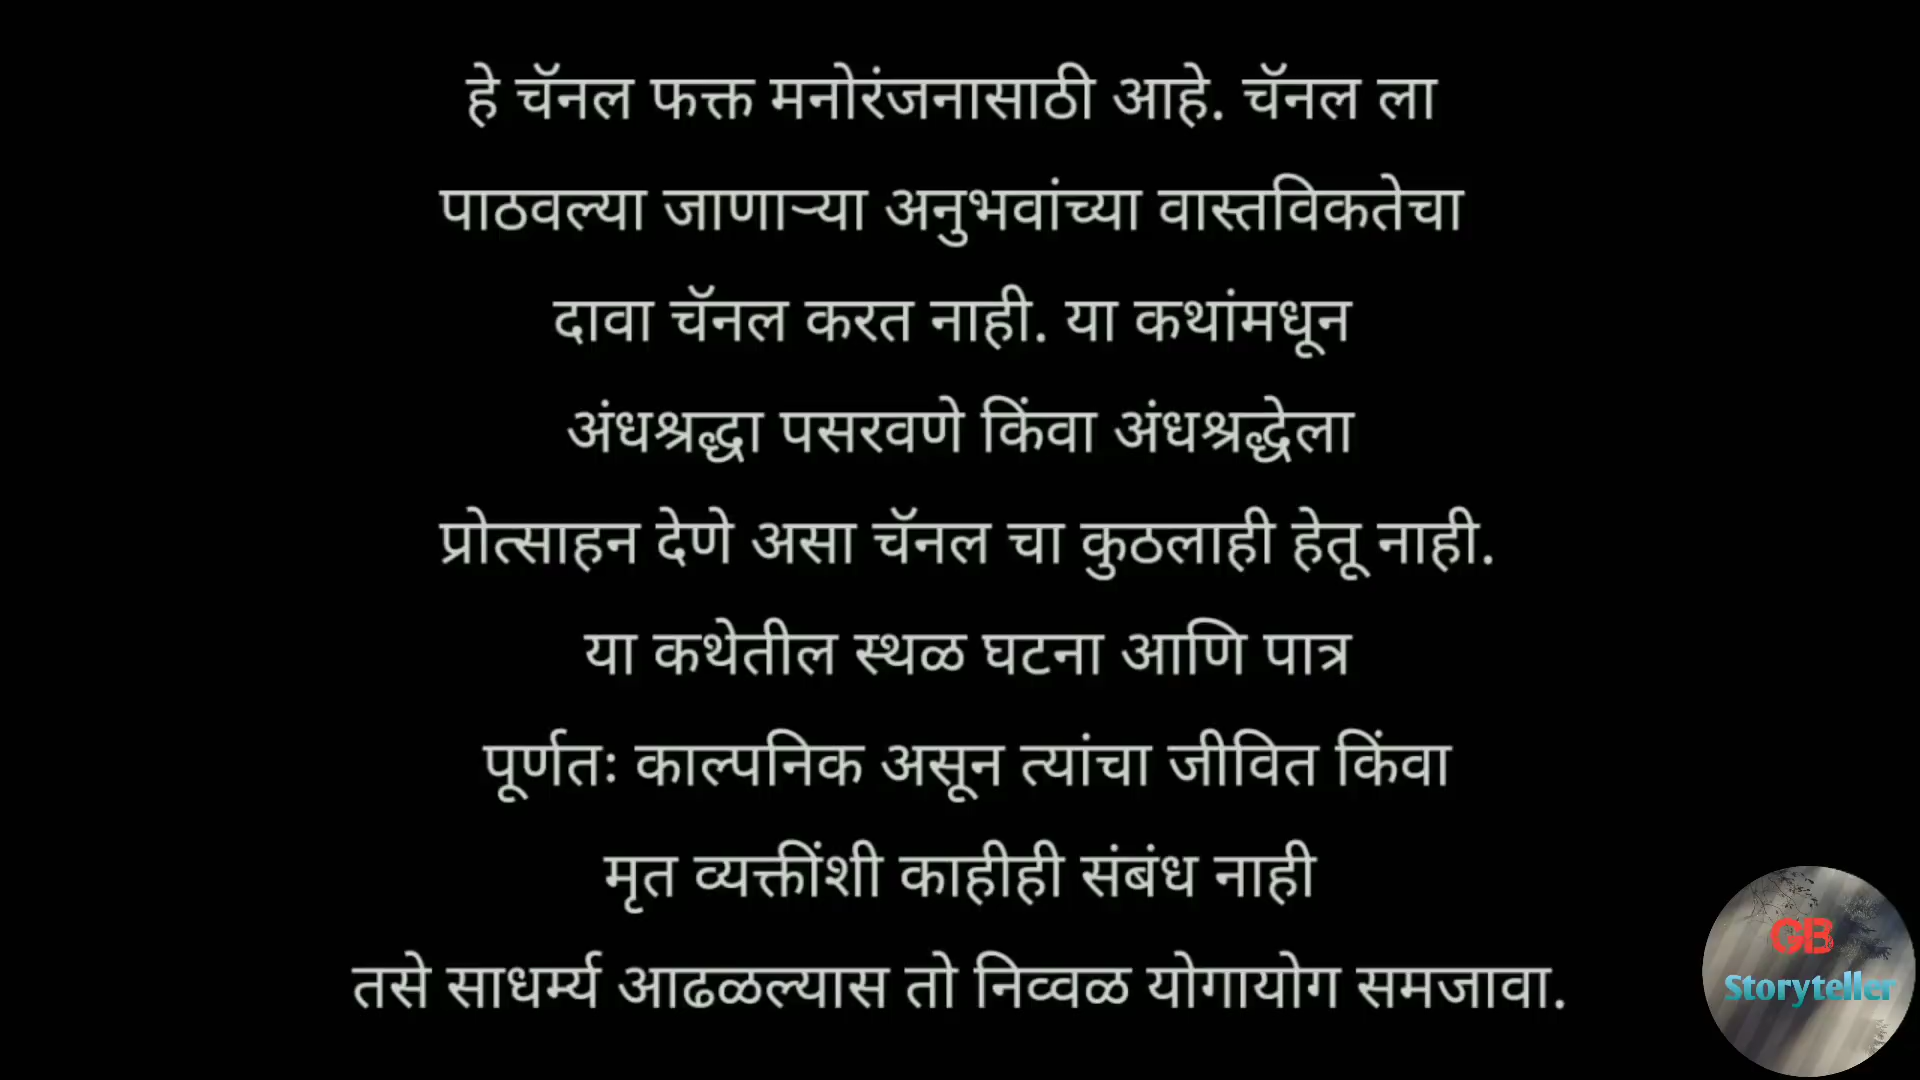 हे चॅनल फक्त मनोरंजनासाठी आहे. चॅनल ला
पाठवल्या जाणाऱ्या अनुभवांच्या वास्तविकतेचा
दावा चॅनल करत नाही. या कथांमधून
अंधश्रद्धा पसरवणे किंवा अंधश्रद्धेला
प्रोत्साहन देणे असा चॅनल चा कुठलाही हेतू नाही.
या कथेतील स्थळ घटना आणि पात्र
पूर्णतः काल्पनिक असून त्यांचा जीवित किंवा
मृत व्यक्तींशी काहीही संबंध नाही
तसे साधर्म्य आढळल्यास तो निव्वळ योगायोग समजावा.
GB
Storyteller